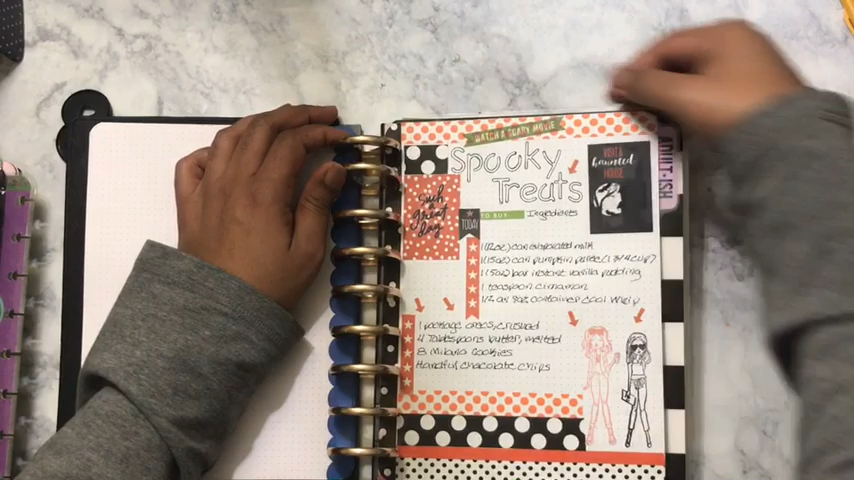 WATCH A SCARY MOVIE
Spooky
Treats
VISIT A
haunted
HOUSE
ADULT-ISH
such
a great
day
TODAY
TO BUY
Ingredients
1 (12oz) can evaporated milk
1 (15oz) can pumpkin puree (1 3/4 cup)
1 (5oz) box instant vanilla pudding
1 teaspoon cinnamon
1/2 an 8oz container cool whip
1 package oreos, crushed
4 Tablespoons butter, melted
8 Milano cookies
Handful chocolate chips